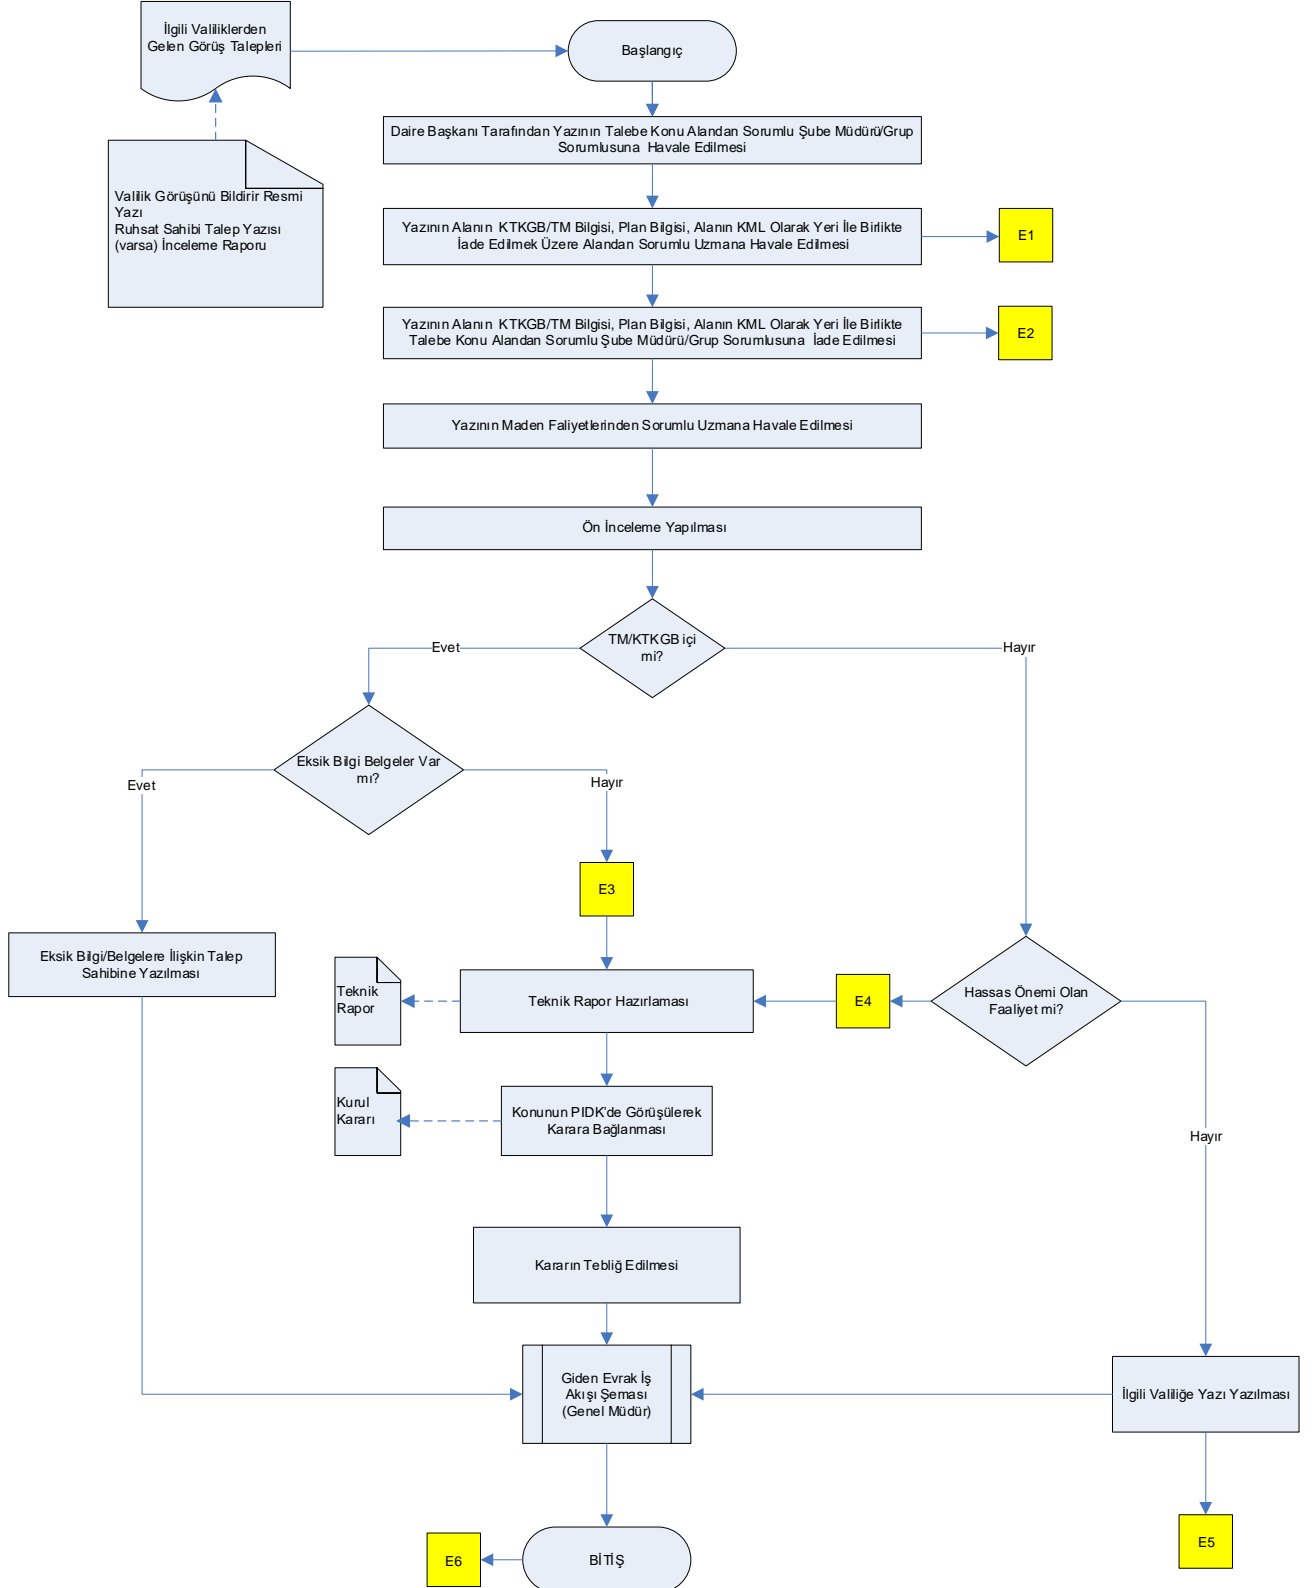 İlgili Valiliklerden
Gelen Görüş Talepleri
Başlangıç
Daire Başkanı Tarafından Yazının Talebe Konu Alandan Sorumlu Şube Müdürü/Grup
Sorumlusuna Havale Edilmesi
Valilik Görüşünü Bildirir Resmi
Yazı
Ruhsat Sahibi Talep Yazısı
(varsa) İnceleme Raporu
Yazının Alanın KTKGB/TM Bilgisi, Plan Bilgisi, Alanın KML Olarak Yeri İle Birlikte
İade Edilmek Üzere Alandan Sorumlu Uzmana Havale Edilmesi
E1
Yazının Alanın KTKGB/TM Bilgisi, Plan Bilgisi, Alanın KML Olarak Yeri İle Birlikte
Talebe Konu Alandan Sorumlu Şube Müdürü/Grup Sorumlusuna İade Edilmesi
E2
Yazının Maden Faliyetlerinden Sorumlu Uzmana Havale Edilmesi
Ön İnceleme Yapılması
TM/KTKGB içi
mi?
Evet
Hayır
Eksik Bilgi Belgeler Var
mı?
Evet
Hayır
E3
Eksik Bilgi/Belgelere İlişkin Talep
Sahibine Yazılması
Teknik
Rapor
Teknik Rapor Hazırlaması
E4
Hassas Önemi Olan
Faaliyet mi?
Kurul
Kararı
Konunun PIDK'de Görüşülerek
Karara Bağlanması
Hayır
Kararın Tebliğ Edilmesi
Giden Evrak İş
Akışı Şeması
(Genel Müdür)
İlgili Valiliğe Yazı Yazılması
E5
E6
BİTİŞ